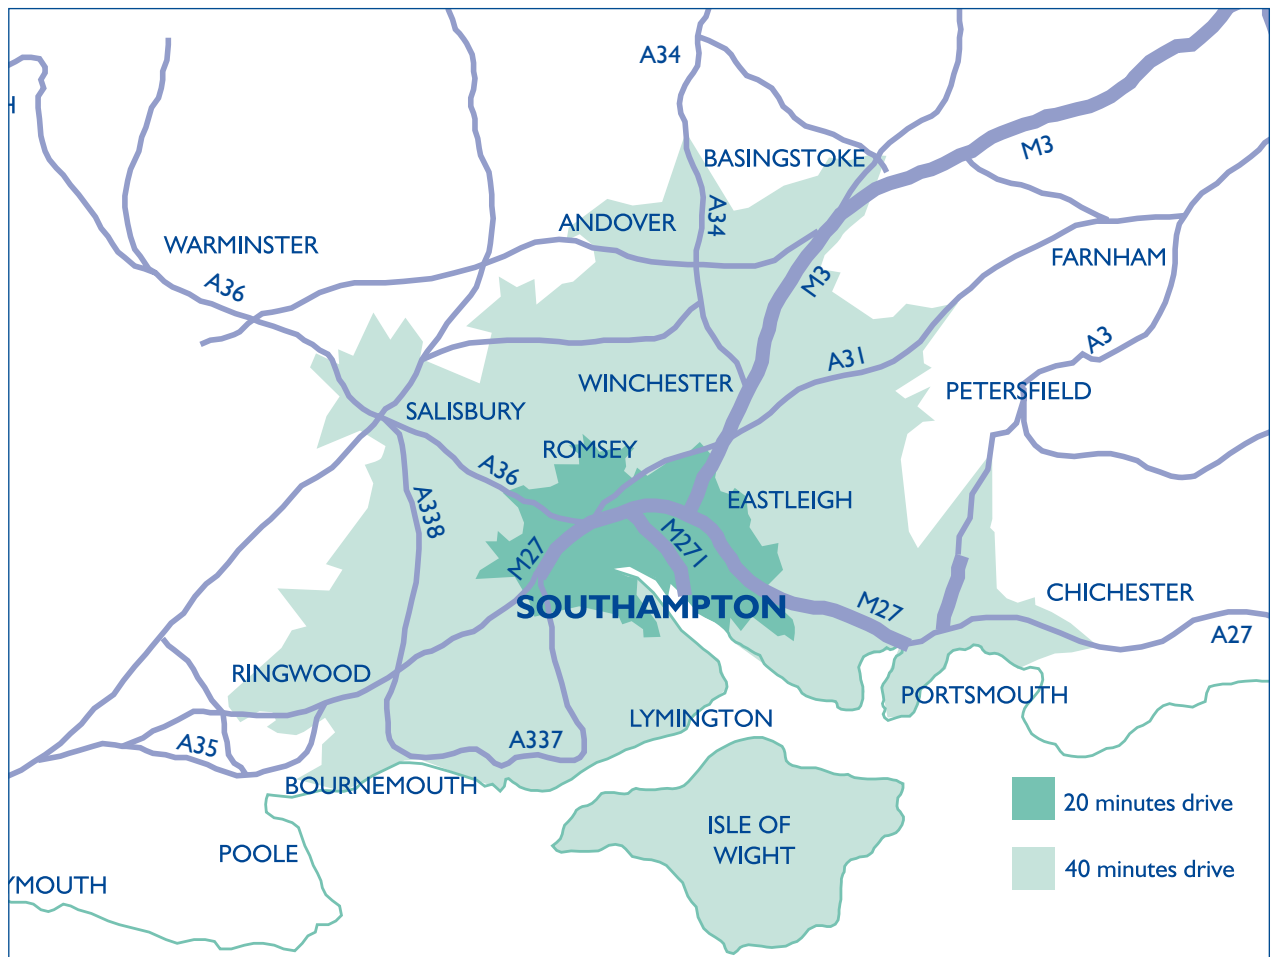 A34
H
BASINGSTOKE
M3
A34
ANDOVER
WARMINSTER
FARNHAM
A36
M3
A3
A31
WINCHESTER
PETERSFIELD
SALISBURY
ROMSEY
A36
EASTLEIGH
A338
M271
M27
SOUTHAMPTON
M27
CHICHESTER
A27
RINGWOOD
PORTSMOUTH
LYMINGTON
A35
A337
BOURNEMOUTH
20 minutes drive
ISLE OF
WIGHT
POOLE
40 minutes drive
YMOUTH